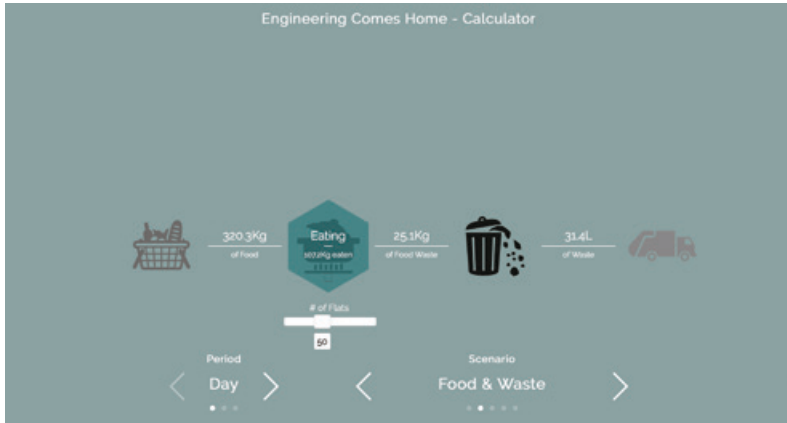 Engineering Comes Home - Calculator
320.3Kg
of Food
Eating
eaten
25.1Kg
of Food Waste
31.4L
of Waste
# of Flats
50
Period
Day
Scenario
Food & Waste